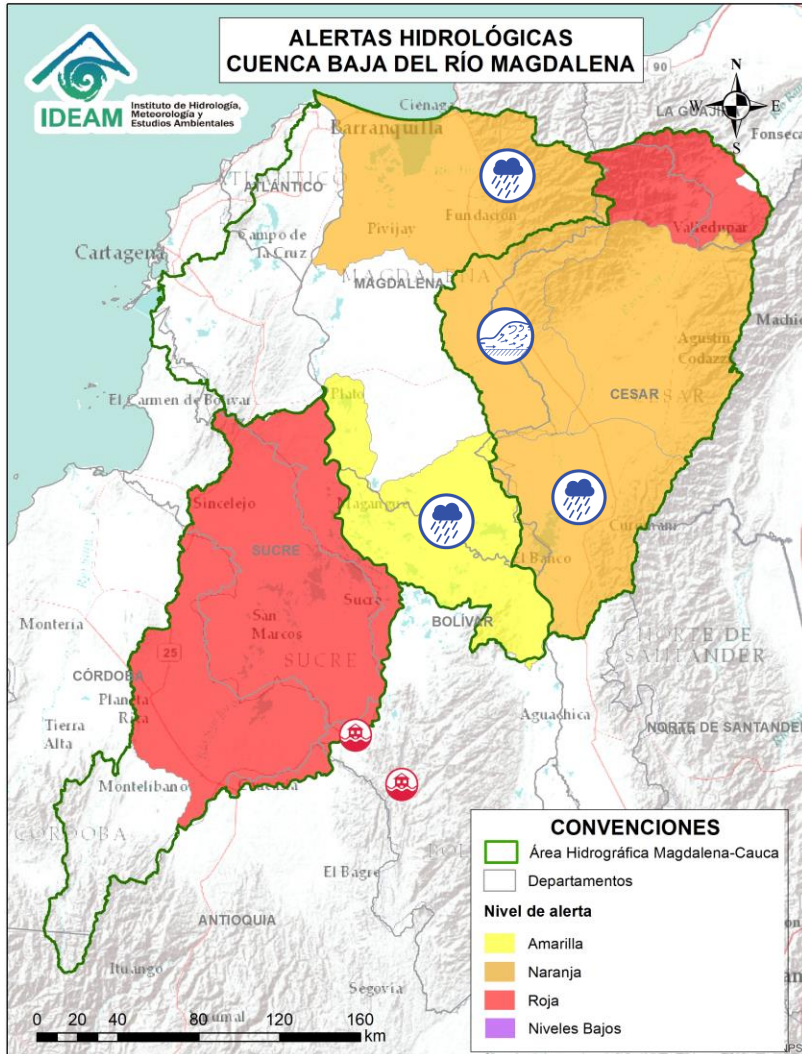 ALERTAS HIDROLÓGICAS
CUENCA BAJA DEL RÍO MAGDALENA
IDEAM
Instituto de Hidrología,
Meteorología y
Estudios Ambientales
N
W
E
S
90
Ciénaga
LA GUAJI
Fonseca
Barranquilla
ATLÁNTICO
ATLÁNTICO
Fundación
Valledupar
Pivijay
Campo de
la Cruz
Cartagena
MAGDALENA
MAGDALENA
Machic
Agustín
Codazzi
CESAR
El Carmen de Bolívar
Plato
Sincelejo
Magangué
Curumaní
SUCRE
El Banco
Sucre
San
Marcos
BOLÍVAR
Montería
25
SUCRE
NORTE DE
SANTANDER
CÓRDOBA
Planeta
Rica
Tierra
Alta
Aguachica
NORTE DE SANTANDER
Montelíbano
CÓRDOBA
El Bagre
ANTIOQUIA
Ituango
Segovia
CONVENCIONES
Área Hidrográfica Magdalena-Cauca
Departamentos
Nivel de alerta
Amarilla
Naranja
Roja
Niveles Bajos
0 20 40 80 120 160
km